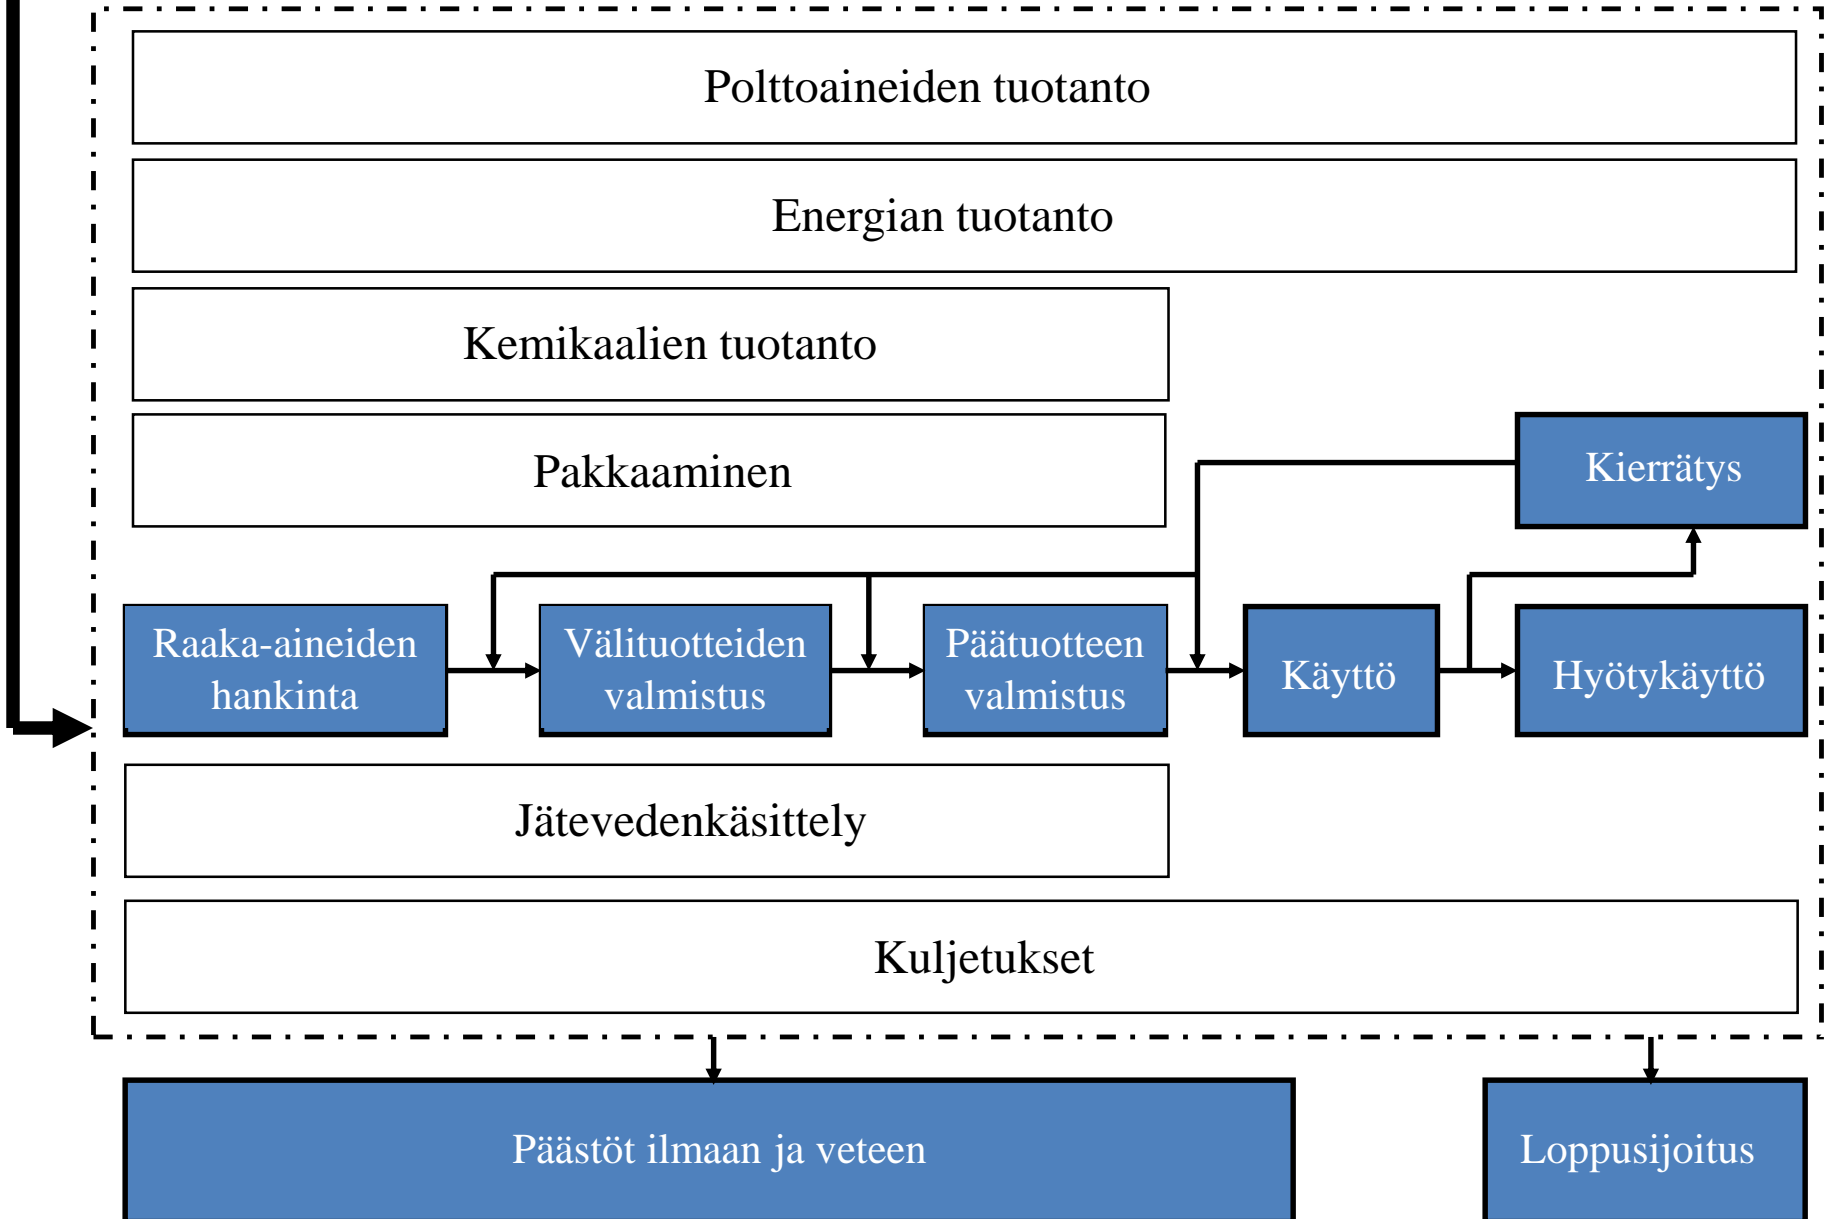 Polttoaineiden tuotanto
Energian tuotanto
Kemikaalien tuotanto
Pakkaaminen
Kierrätys
Raaka-aineiden
hankinta
Välituotteiden
valmistus
Päätuotteen
valmistus
Käyttö
Hyötykäyttö
Jätevedenkäsittely
Kuljetukset
Päästöt ilmaan ja veteen
Loppusijoitus